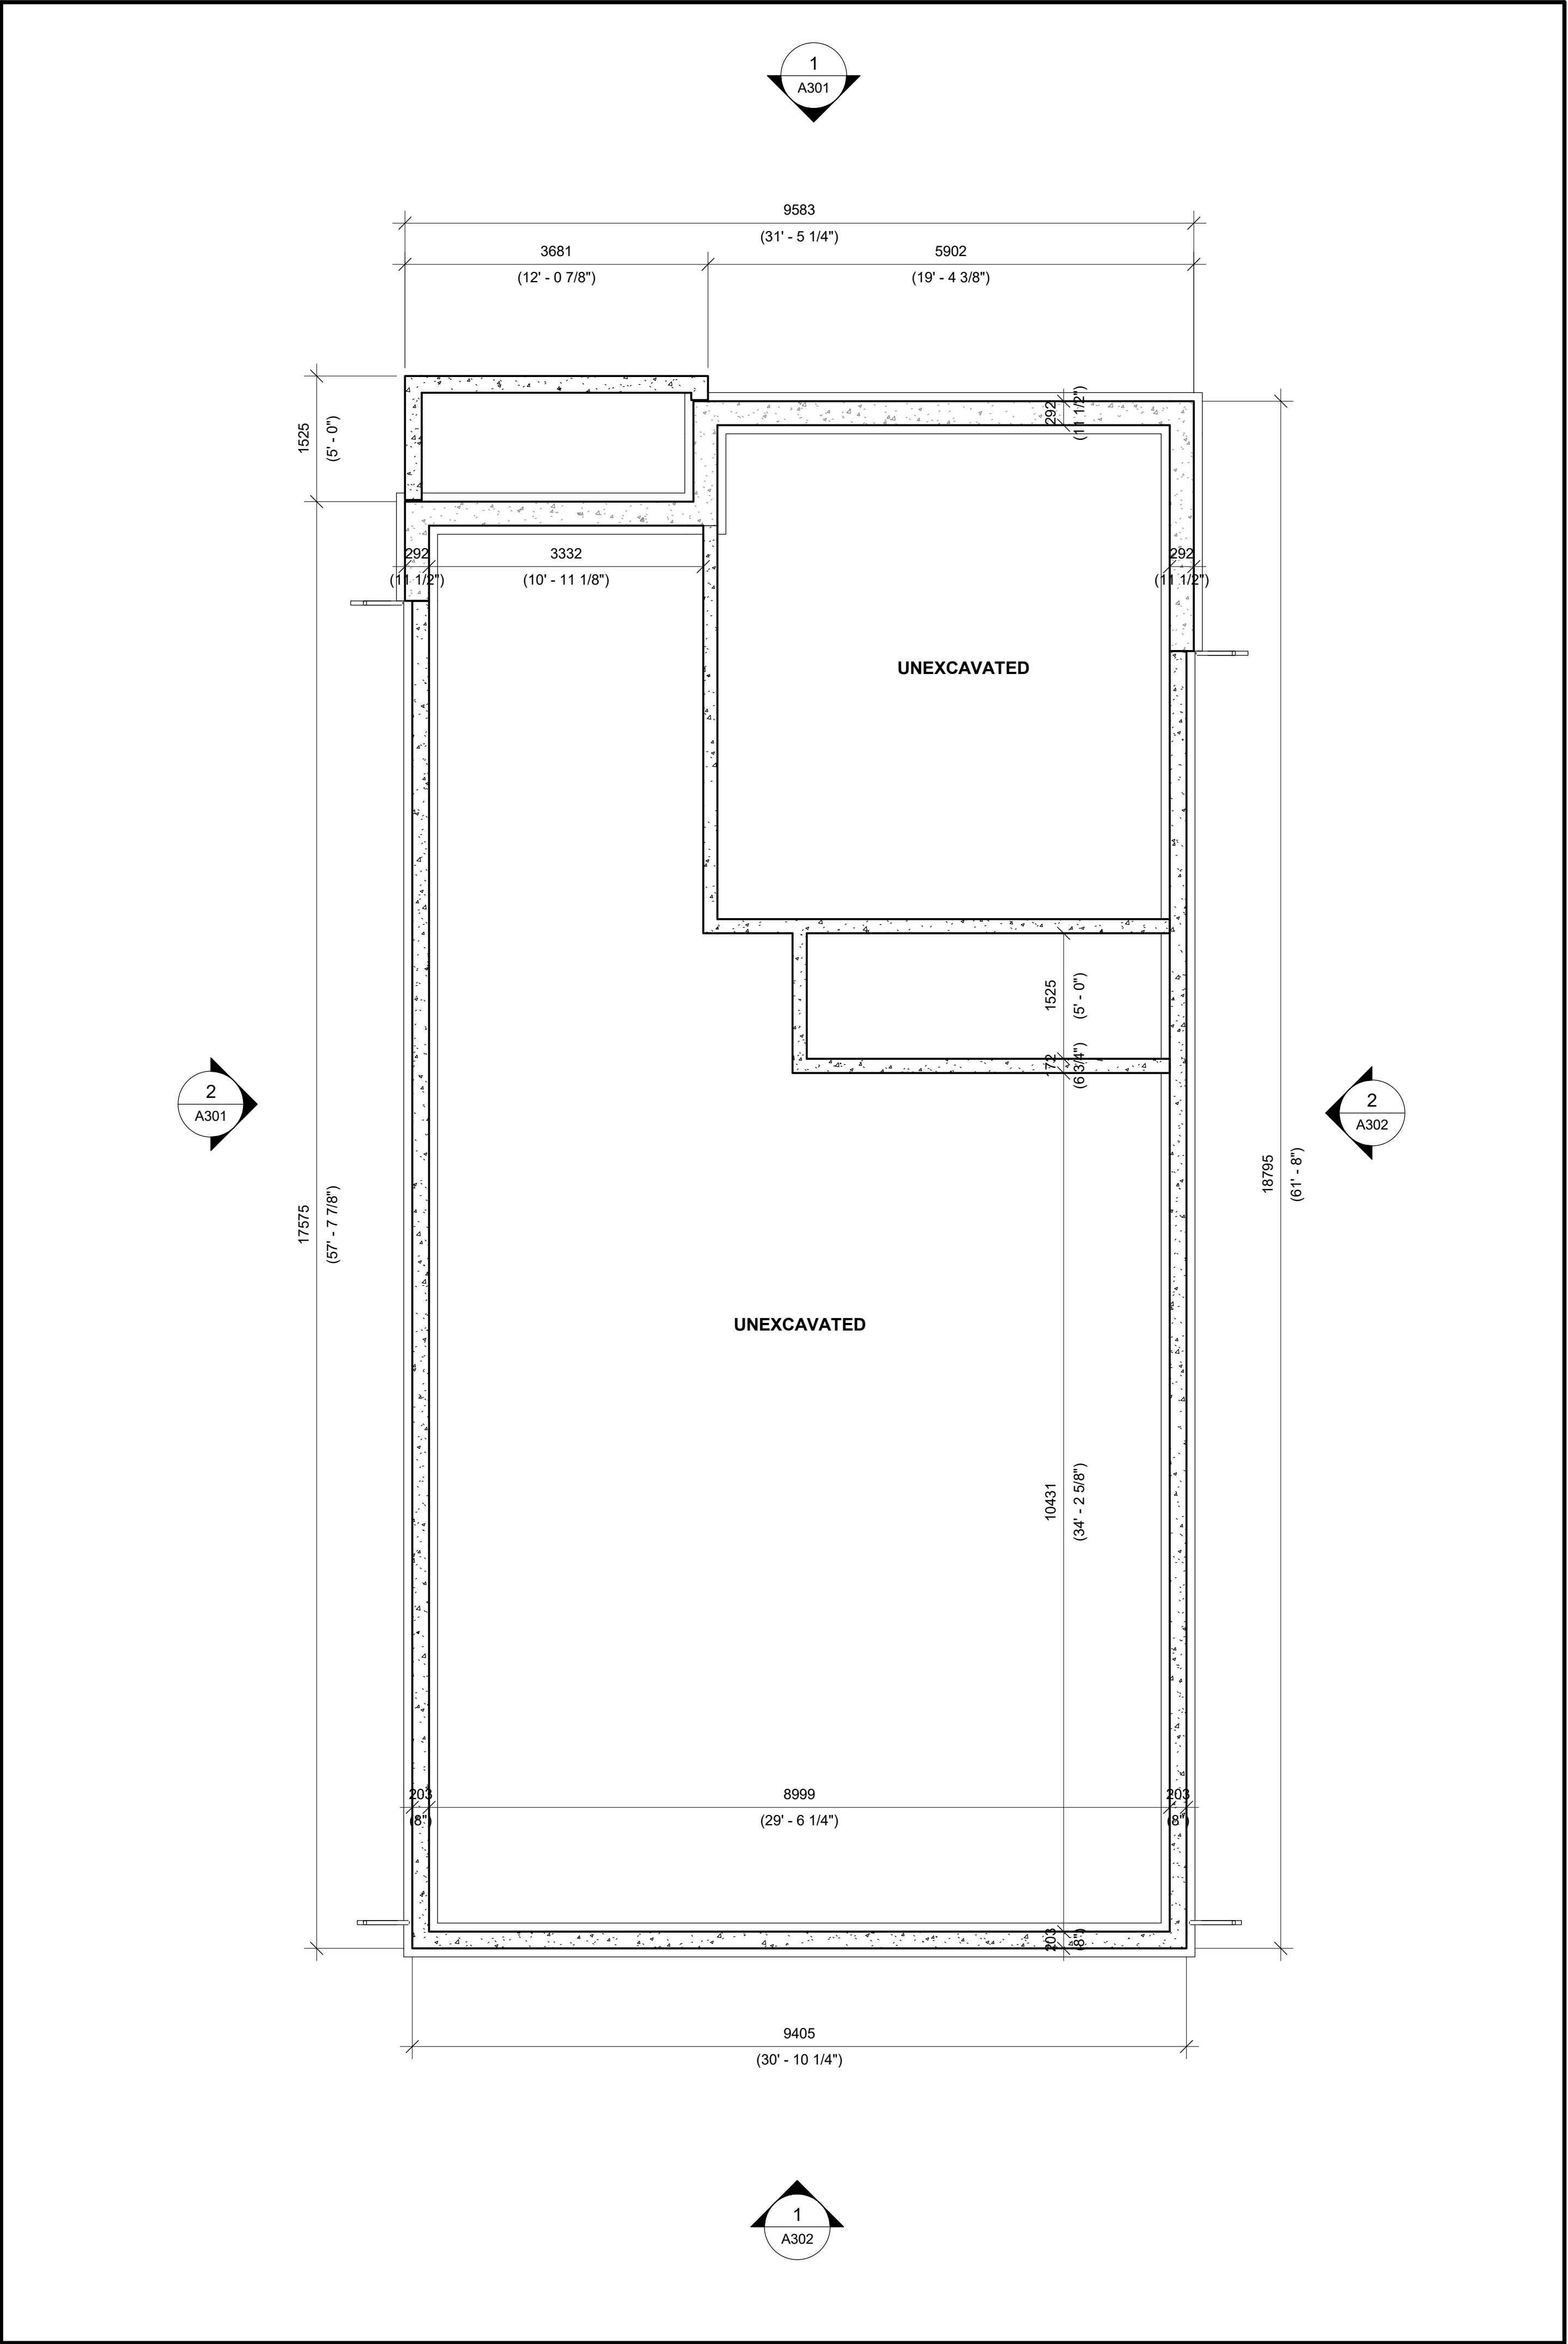 1
A301
9583
(31' - 5 1/4")
3681
(12' - 0 7/8")
5902
(19' - 4 3/8")
1525
(5' - 0")
292
(11 1/2")
292
(11 1/2")
3332
(10' - 11 1/8")
292
(11 1/2")
UNEXCAVATED
1525
(5' - 0")
172
(6 3/4")
2
A301
2
A302
17575
(57' - 7 7/8")
18795
(61' - 8")
UNEXCAVATED
10431
(34' - 2 5/8")
203
(8")
8999
(29' - 6 1/4")
203
(8")
203
(8")
9405
(30' - 10 1/4")
1
A302